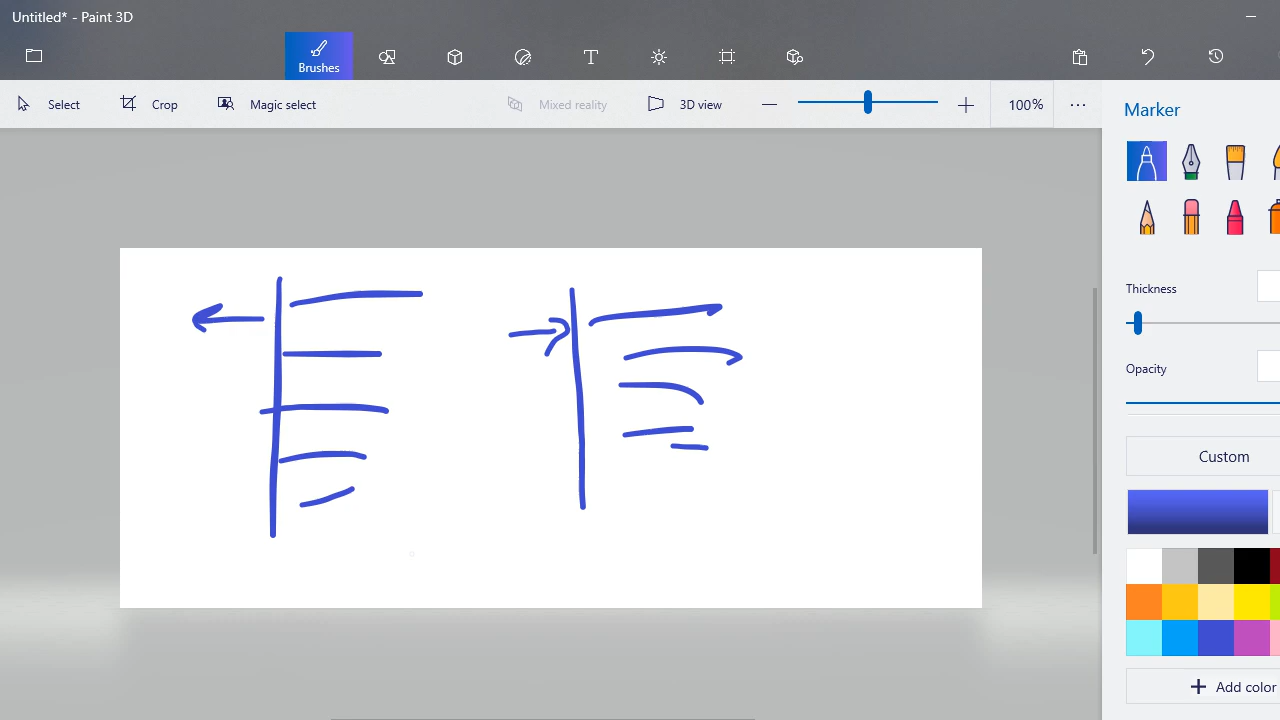 Untitled* - Paint 3D
Brushes
Select
Crop
Magic select
Mixed reality
3D view
100%
Marker
Thickness
Opacity
Custom
Add color